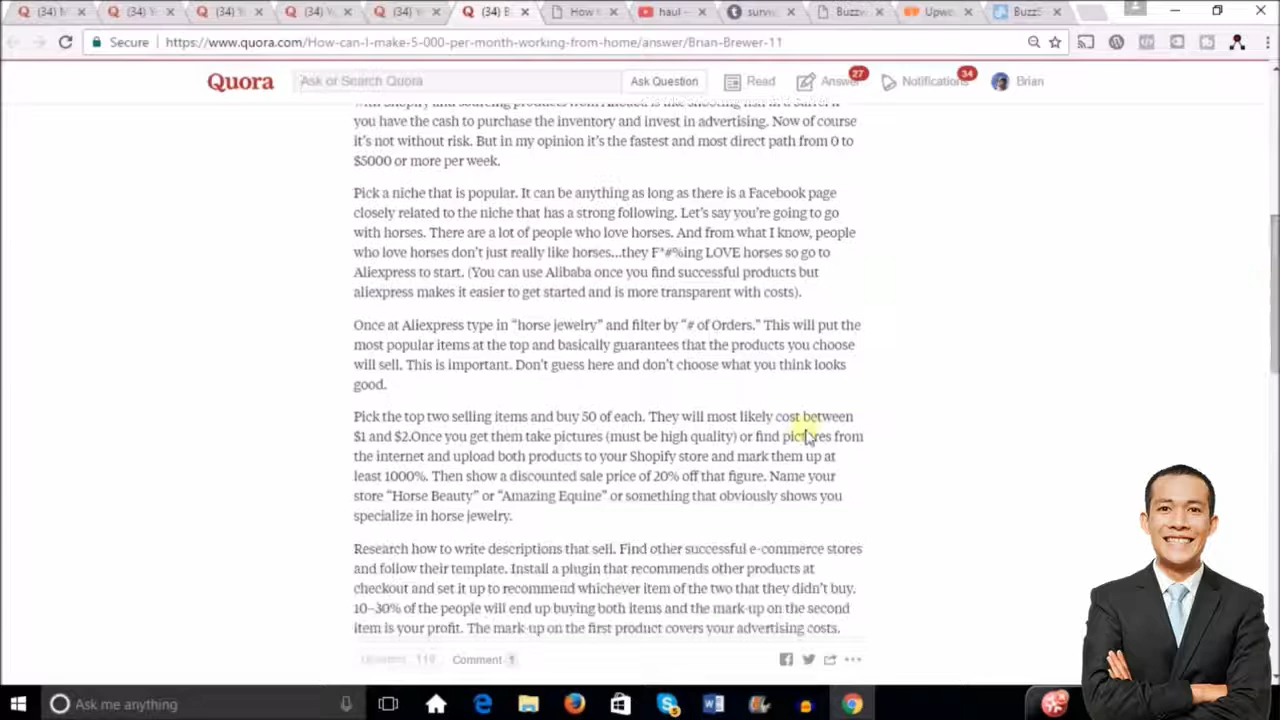 (34) M
(34) Y
(34) Y
(34) Y
(34) Y
(34) B
How t
haul -
surv
Buzzv
Upwo
Buzz
Secure
https://www.quora.com/How-can-I-make-5-000-per-month-working-from-home/answer/Brian-Brewer-11
Quora
Ask or Search Quora
Ask Question
Read
Answer
27
Notifications
34
Brian
you have the cash to purchase the inventory and invest in advertising. Now of course
it's not without risk. But in my opinion it's the fastest and most direct path from 0 to
$5000 or more per week.
Pick a niche that is popular. It can be anything as long as there is a Facebook page
closely related to the niche that has a strong following. Let's say you're going to go
with horses. There are a lot of people who love horses. And from what I know, people
who love horses don't just really like horses...they F*#%ing LOVE horses so go to
Aliexpress to start. (You can use Alibaba once you find successful products but
aliexpress makes it easier to get started and is more transparent with costs).
Once at Aliexpress type in “horse jewelry” and filter by “# of Orders.” This will put the
most popular items at the top and basically guarantees that the products you choose
will sell. This is important. Don't guess here and don't choose what you think looks
good.
Pick the top two selling items and buy 50 of each. They will most likely cost between
$1 and $2.Once you get them take pictures (must be high quality) or find pictures from
the internet and upload both products to your Shopify store and mark them up at
least 1000%. Then show a discounted sale price of 20% off that figure. Name your
store “Horse Beauty” or “Amazing Equine” or something that obviously shows you
specialize in horse jewelry.
Research how to write descriptions that sell. Find other successful e-commerce stores
and follow their template. Install a plugin that recommends other products at
checkout and set it up to recommend whichever item of the two that they didn't buy.
10–30% of the people will end up buying both items and the mark-up on the second
item is your profit. The mark-up on the first product covers your advertising costs.
Comment 1
Ask me anything